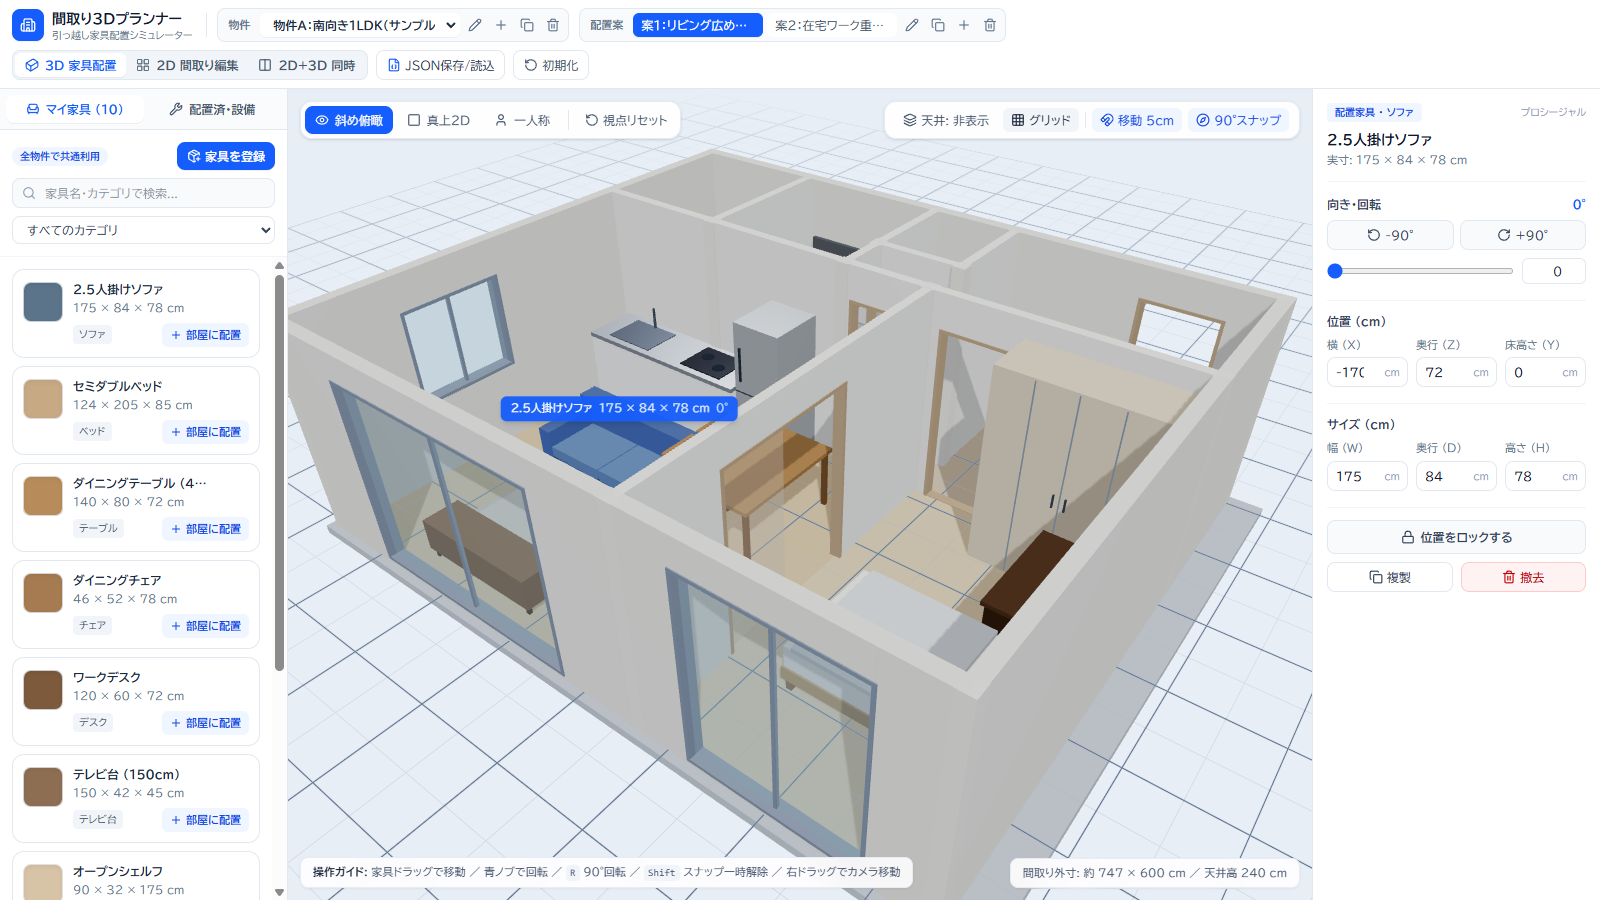 間取り3Dプランナー
引っ越し家具配置シミュレーター
物件 物件A：南向き1LDK（サンプル
配置案 案1：リビング広め… 案2：在宅ワーク重…
3D 家具配置 2D 間取り編集 2D+3D 同時 JSON保存/読込 初期化
マイ家具 (10) 配置済・設備
全物件で共通利用 家具を登録
家具名・カテゴリで検索...
すべてのカテゴリ
2.5人掛けソファ
175 × 84 × 78 cm
ソファ + 部屋に配置
セミダブルベッド
124 × 205 × 85 cm
ベッド + 部屋に配置
ダイニングテーブル (4…
140 × 80 × 72 cm
テーブル + 部屋に配置
ダイニングチェア
46 × 52 × 78 cm
チェア + 部屋に配置
ワークデスク
120 × 60 × 72 cm
デスク + 部屋に配置
テレビ台 (150cm)
150 × 42 × 45 cm
テレビ台 + 部屋に配置
オープンシェルフ
90 × 32 × 175 cm
斜め俯瞰 真上2D 一人称 視点リセット
天井: 非表示 グリッド 移動 5cm 90°スナップ
2.5人掛けソファ 175 × 84 × 78 cm 0°
操作ガイド: 家具ドラッグで移動 ／ 青ノブで回転 ／ R 90°回転 ／ Shift スナップ一時解除 ／ 右ドラッグでカメラ移動
間取り外寸: 約 747 × 600 cm ／ 天井高 240 cm
配置家具・ソファ プロシージャル
2.5人掛けソファ
実寸: 175 × 84 × 78 cm
向き・回転 0°
-90° +90°
0
位置 (cm)
横 (X) 奥行 (Z) 床高さ (Y)
-170 cm 72 cm 0 cm
サイズ (cm)
幅 (W) 奥行 (D) 高さ (H)
175 cm 84 cm 78 cm
位置をロックする
複製 撤去